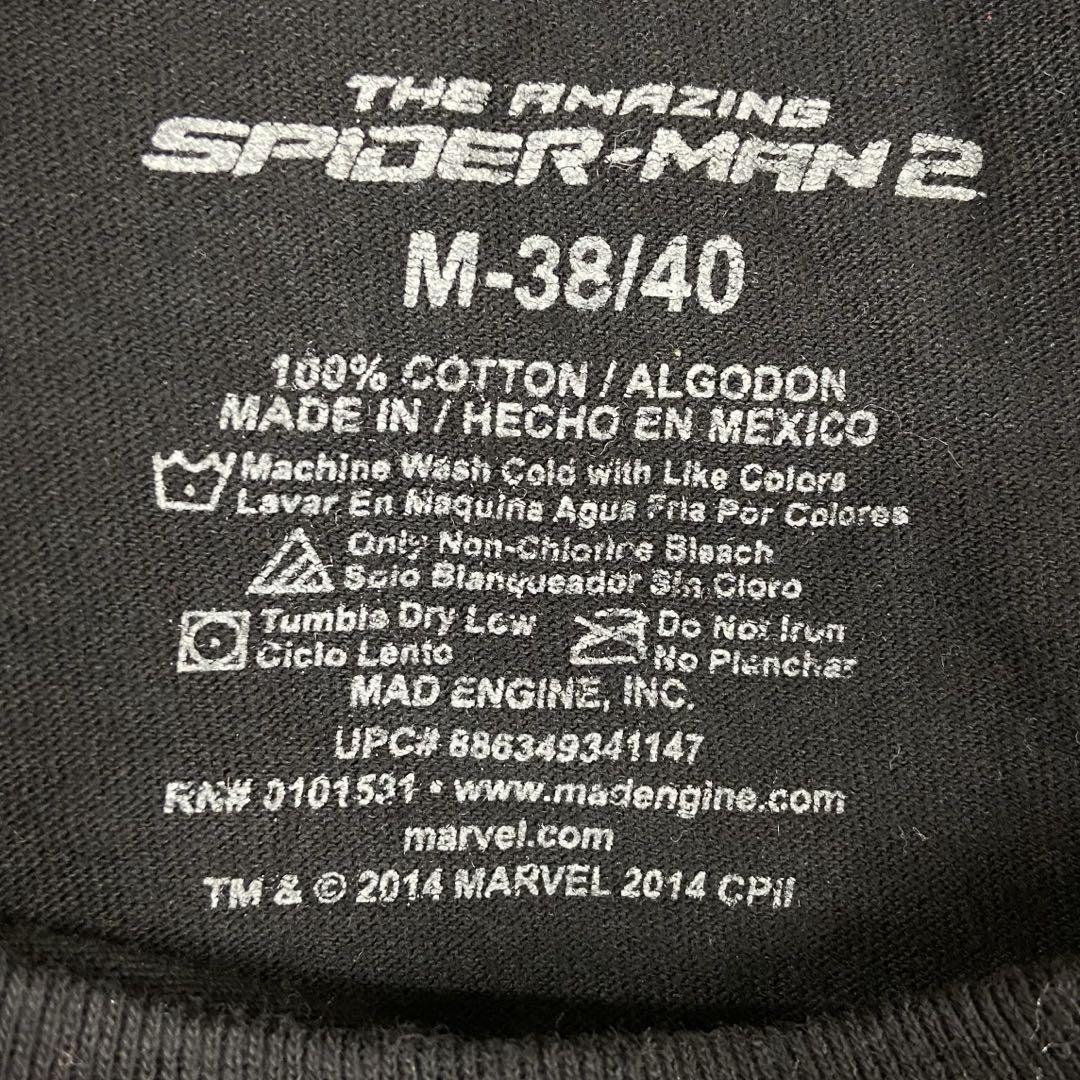 THE AMAZING
SPIDER-MAN 2
M-38/40
100% COTTON / ALGODON
MADE IN / HECHO EN MEXICO
Machine Wash Cold with Like Colors
Lavar En Maquina Agua Fria Por Colores
Only Non-Chlorine Bleach
Solo Blanqueador Sin Cloro
Tumble Dry Low
Ciclo Lento
Do Not Iron
No Planchar
MAD ENGINE, INC.
UPC# 886349341147
RN# 0101531 • www.madengine.com
marvel.com
TM & © 2014 MARVEL 2014 CPII